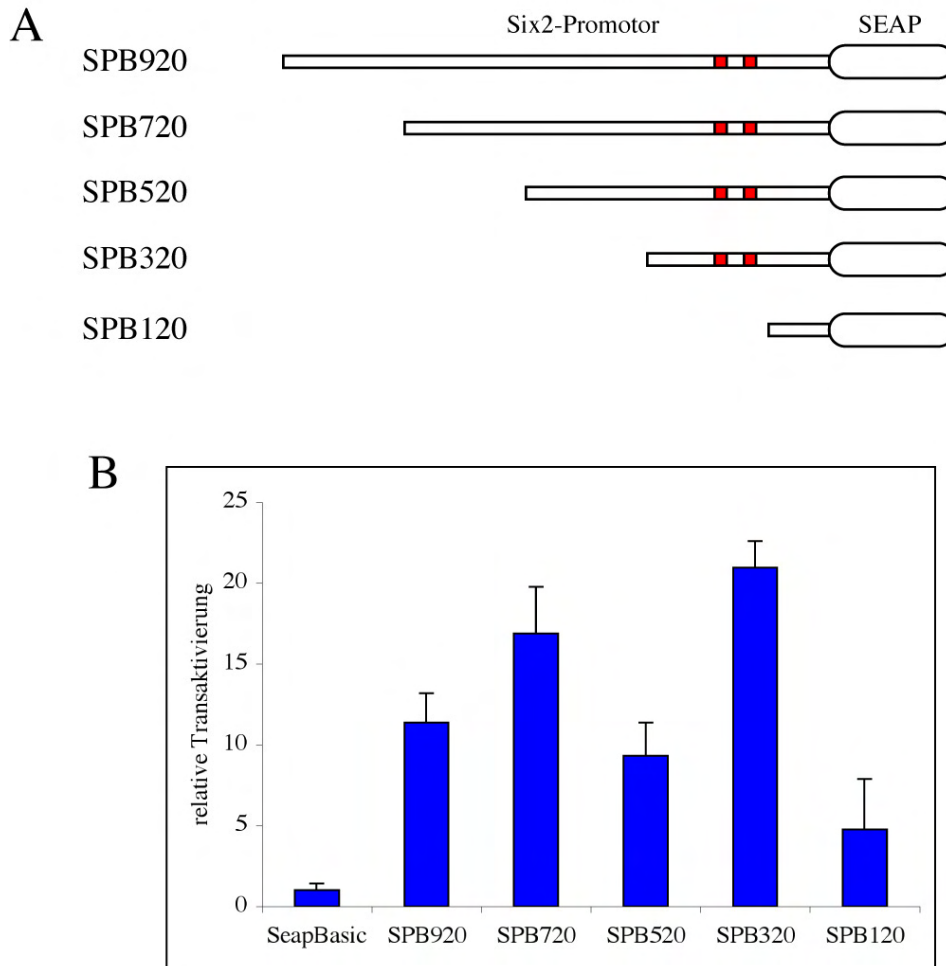 A
Six2-Promotor SEAP
SPB920
SPB720
SPB520
SPB320
SPB120
B
relative Transaktivierung
25
20
15
10
5
0
SeapBasic SPB920 SPB720 SPB520 SPB320 SPB120